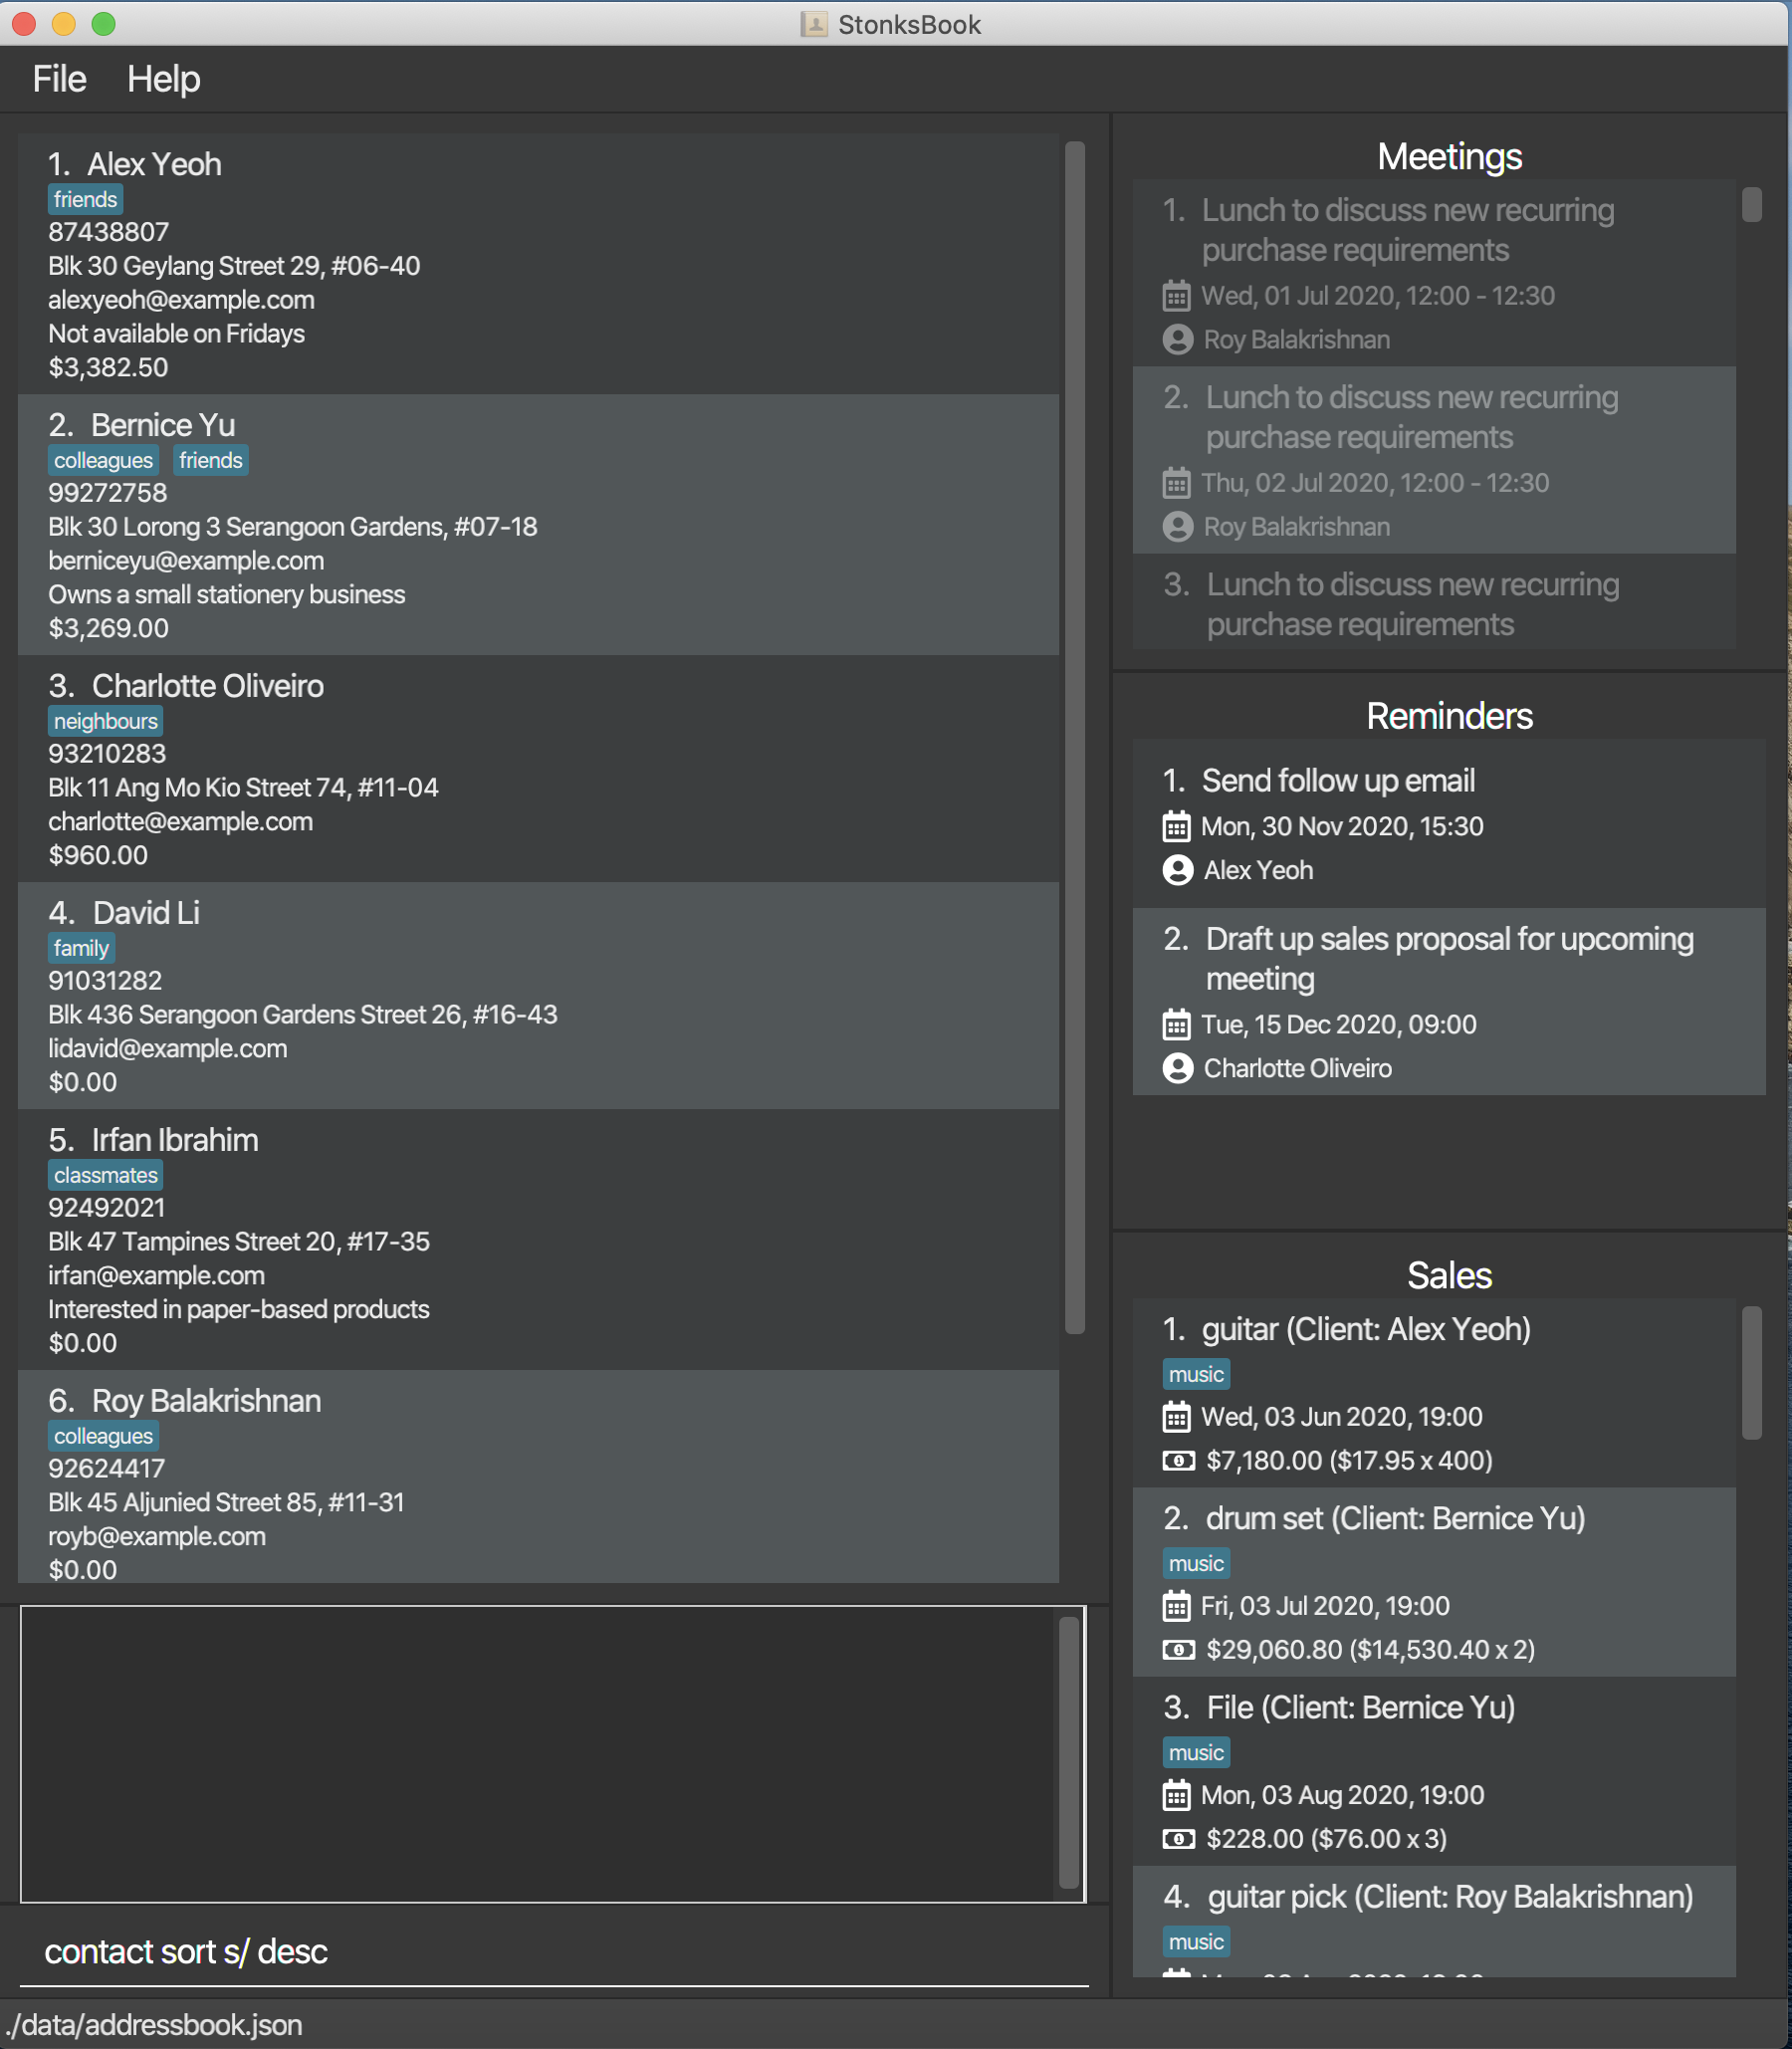 StonksBook
File Help
1. Alex Yeoh
friends
87438807
Blk 30 Geylang Street 29, #06-40
alexyeoh@example.com
Not available on Fridays
$3,382.50
2. Bernice Yu
colleagues friends
99272758
Blk 30 Lorong 3 Serangoon Gardens, #07-18
berniceyu@example.com
Owns a small stationery business
$3,269.00
3. Charlotte Oliveiro
neighbours
93210283
Blk 11 Ang Mo Kio Street 74, #11-04
charlotte@example.com
$960.00
4. David Li
family
91031282
Blk 436 Serangoon Gardens Street 26, #16-43
lidavid@example.com
$0.00
5. Irfan Ibrahim
classmates
92492021
Blk 47 Tampines Street 20, #17-35
irfan@example.com
Interested in paper-based products
$0.00
6. Roy Balakrishnan
colleagues
92624417
Blk 45 Aljunied Street 85, #11-31
royb@example.com
$0.00
contact sort s/ desc
./data/addressbook.json
Meetings
1. Lunch to discuss new recurring
purchase requirements
Wed, 01 Jul 2020, 12:00 - 12:30
Roy Balakrishnan
2. Lunch to discuss new recurring
purchase requirements
Thu, 02 Jul 2020, 12:00 - 12:30
Roy Balakrishnan
3. Lunch to discuss new recurring
purchase requirements
Reminders
1. Send follow up email
Mon, 30 Nov 2020, 15:30
Alex Yeoh
2. Draft up sales proposal for upcoming
meeting
Tue, 15 Dec 2020, 09:00
Charlotte Oliveiro
Sales
1. guitar (Client: Alex Yeoh)
music
Wed, 03 Jun 2020, 19:00
$7,180.00 ($17.95 x 400)
2. drum set (Client: Bernice Yu)
music
Fri, 03 Jul 2020, 19:00
$29,060.80 ($14,530.40 x 2)
3. File (Client: Bernice Yu)
music
Mon, 03 Aug 2020, 19:00
$228.00 ($76.00 x 3)
4. guitar pick (Client: Roy Balakrishnan)
music